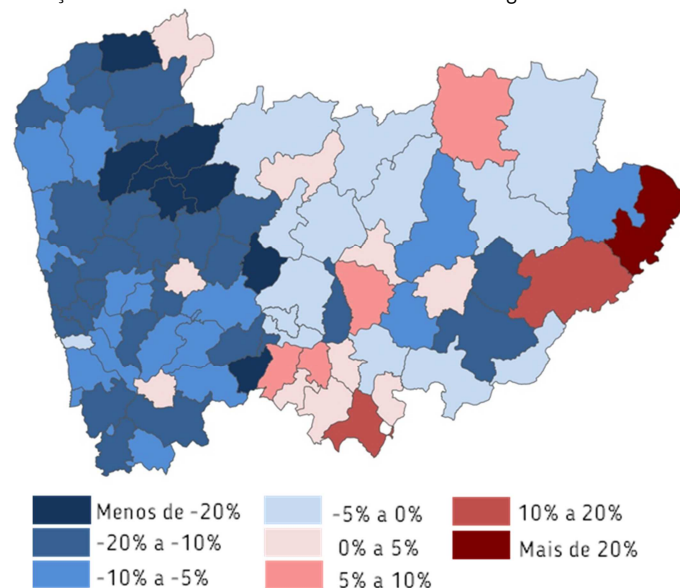 Menos de -20%
-20% a -10%
-10% a -5%
-5% a 0%
0% a 5%
5% a 10%
10% a 20%
Mais de 20%